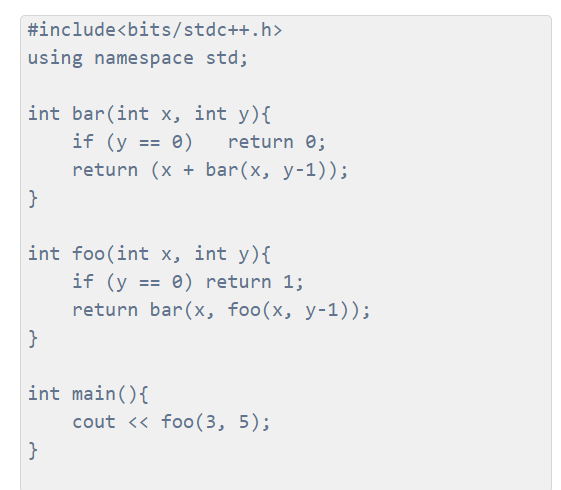 #include<bits/stdc++.h>
using namespace std;

int bar(int x, int y){
    if (y == 0)   return 0;
    return (x + bar(x, y-1));
}

int foo(int x, int y){
    if (y == 0) return 1;
    return bar(x, foo(x, y-1));
}

int main(){
    cout << foo(3, 5);
}